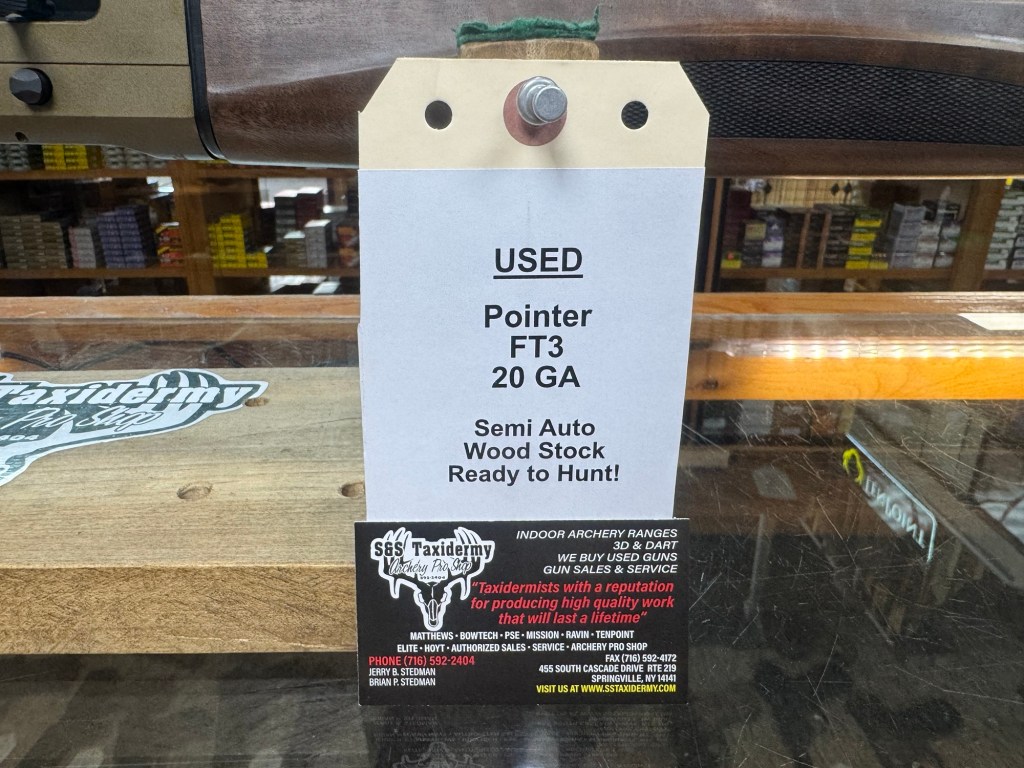 USED
Pointer
FT3
20 GA
Semi Auto
Wood Stock
Ready to Hunt!
Taxidermy
Pro Shop
S&S Taxidermy
Archery Pro Shop
592-2404
INDOOR ARCHERY RANGES
3D & DART
WE BUY USED GUNS
GUN SALES & SERVICE
"Taxidermists with a reputation
for producing high quality work
that will last a lifetime"
MATTHEWS • BOWTECH • PSE • MISSION • RAVIN • TENPOINT
ELITE • HOYT • AUTHORIZED SALES • SERVICE • ARCHERY PRO SHOP
PHONE (716) 592-2404
JERRY B. STEDMAN
BRIAN P. STEDMAN
FAX (716) 592-4172
455 SOUTH CASCADE DRIVE RTE 219
SPRINGVILLE, NY 14141
VISIT US AT WWW.SSTAXIDERMY.COM